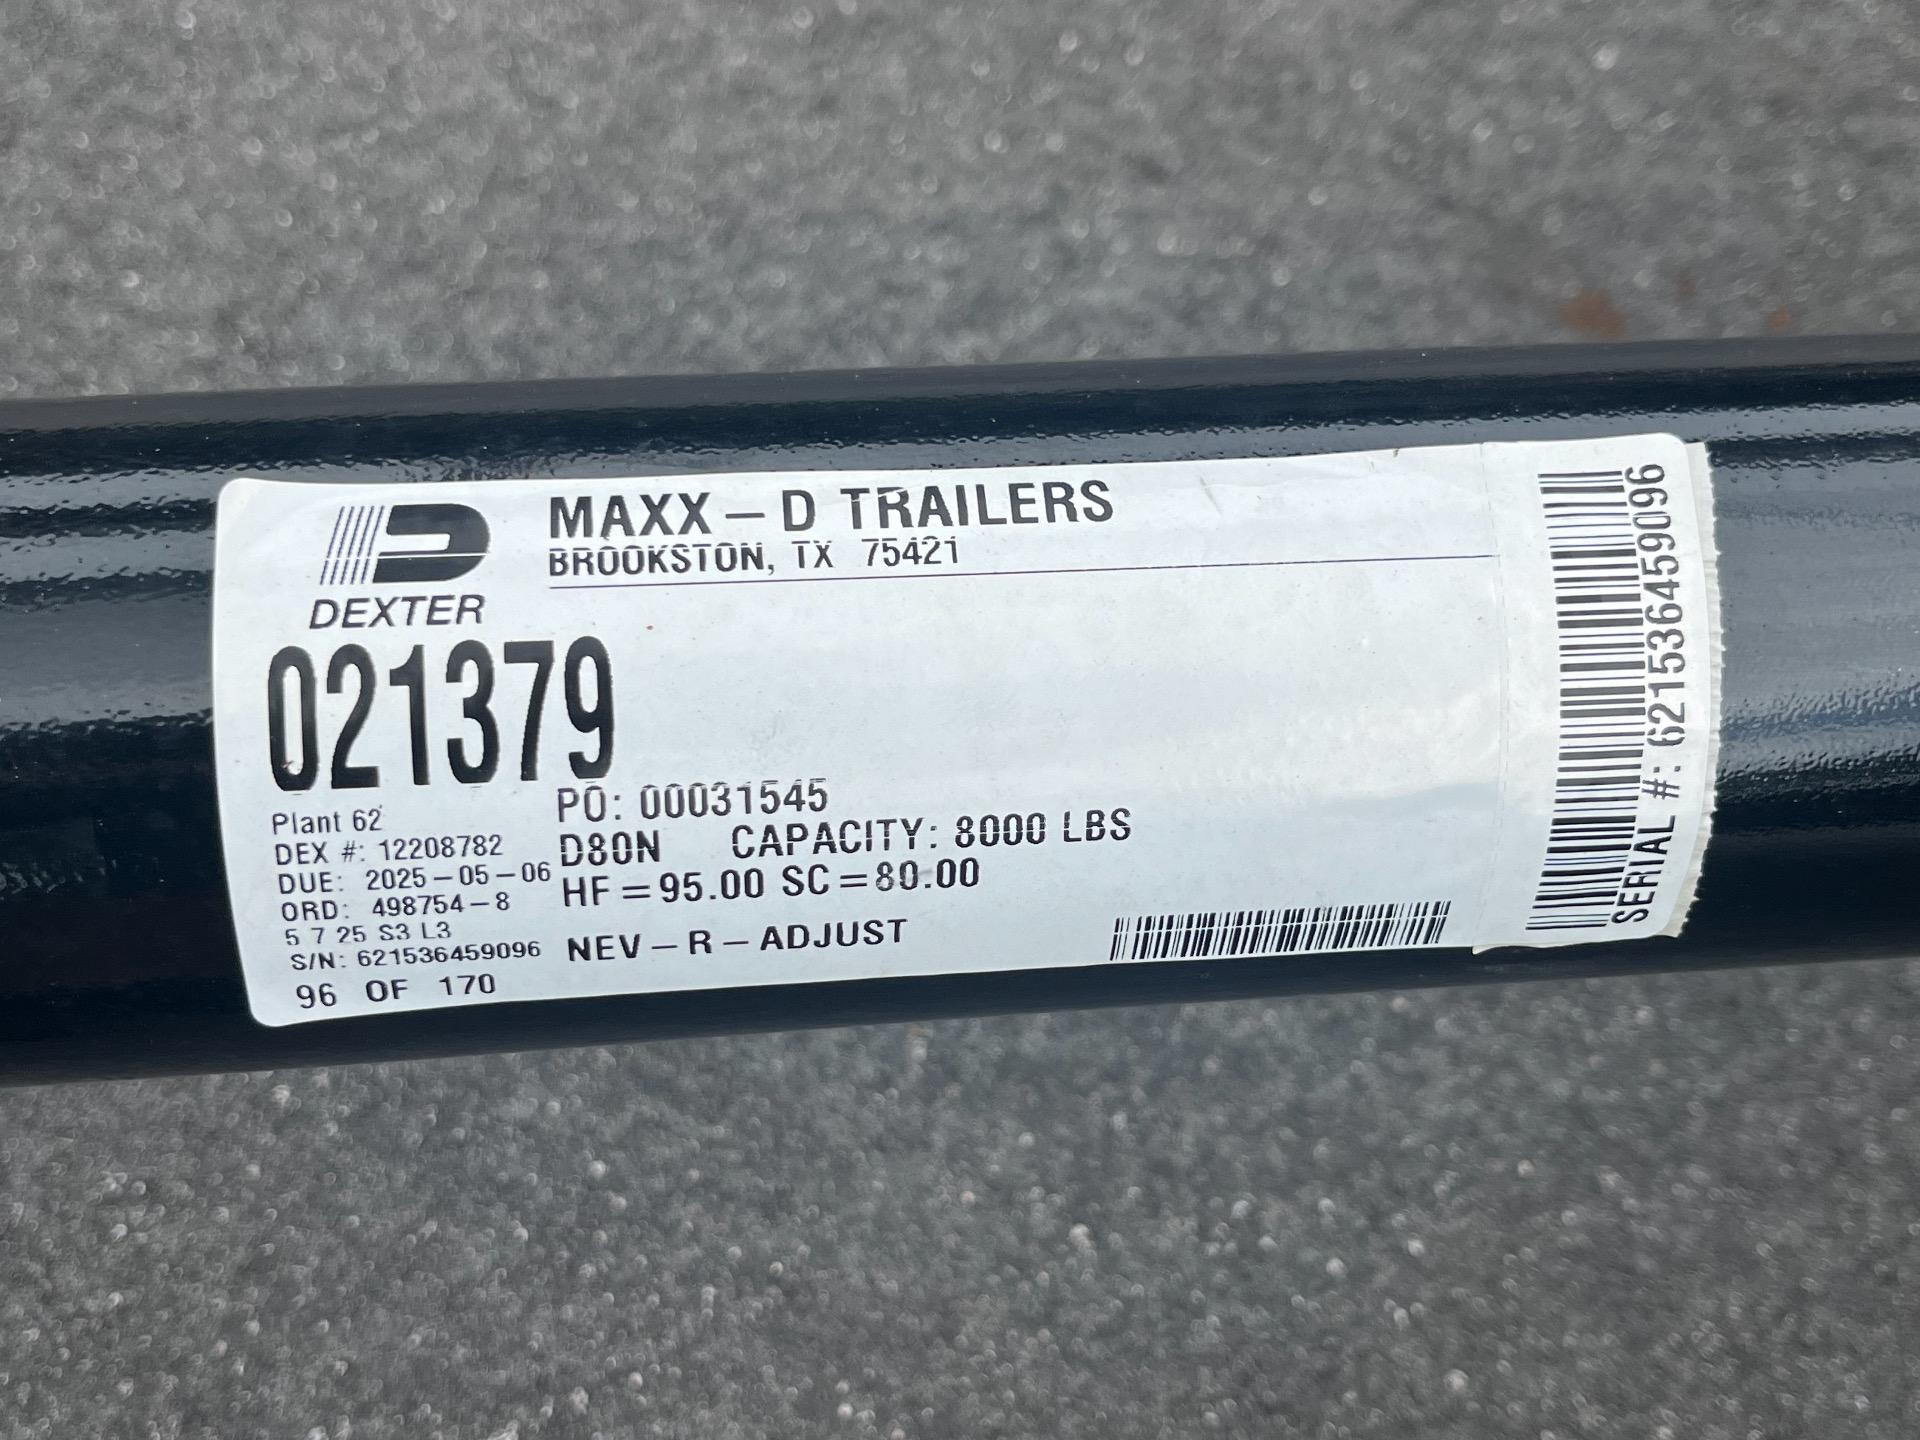 DEXTER
MAXX-D TRAILERS
BROOKSTON, TX 75421
021379
Plant 62
DEX #: 12208782
DUE: 2025-05-06
ORD: 498754-8
5 7 25 S3 L3
S/N: 621536459096
96 OF 170
PO: 00031545
D80N CAPACITY: 8000 LBS
HF=95.00 SC=80.00
NEV-R-ADJUST
SERIAL #: 621536459096